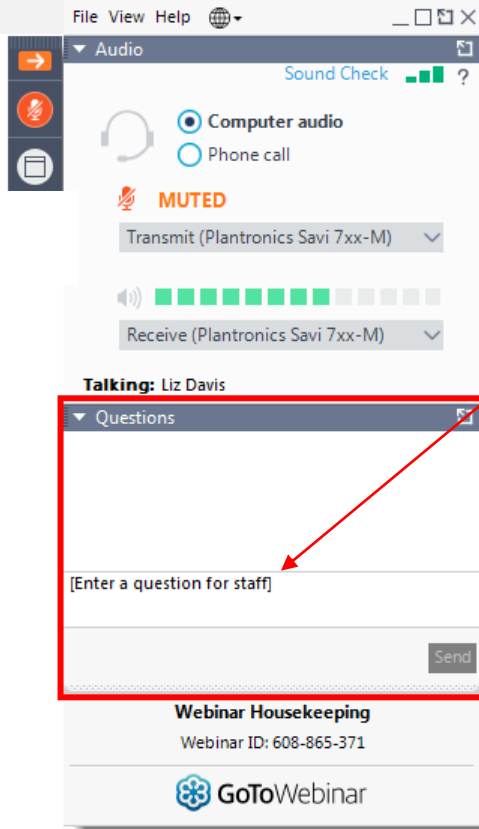 File View Help
Audio
Sound Check ?
Computer audio
Phone call
MUTED
Transmit (Plantronics Savi 7xx-M)
Receive (Plantronics Savi 7xx-M)
Talking: Liz Davis
Questions
[Enter a question for staff]
Send
Webinar Housekeeping
Webinar ID: 608-865-371
GoToWebinar